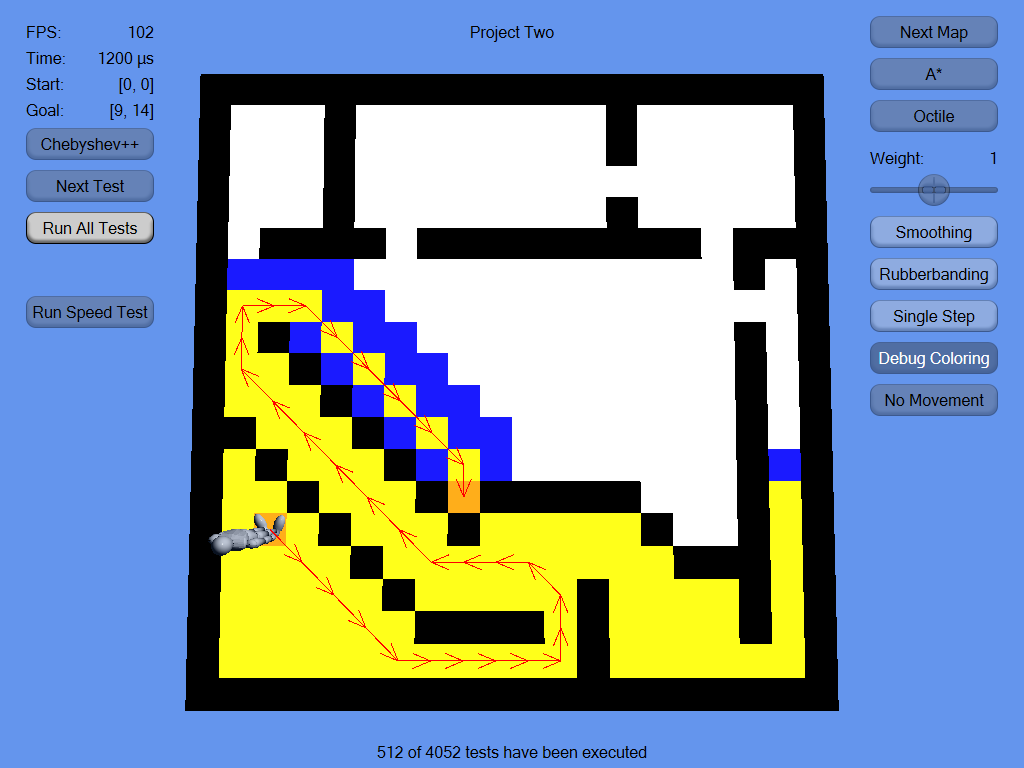 FPS: 102
Time: 1200 µs
Start: [0, 0]
Goal: [9, 14]
Chebyshev++
Next Test
Run All Tests
Run Speed Test
Project Two
Next Map
A*
Octile
Weight: 1
Smoothing
Rubberbanding
Single Step
Debug Coloring
No Movement
512 of 4052 tests have been executed